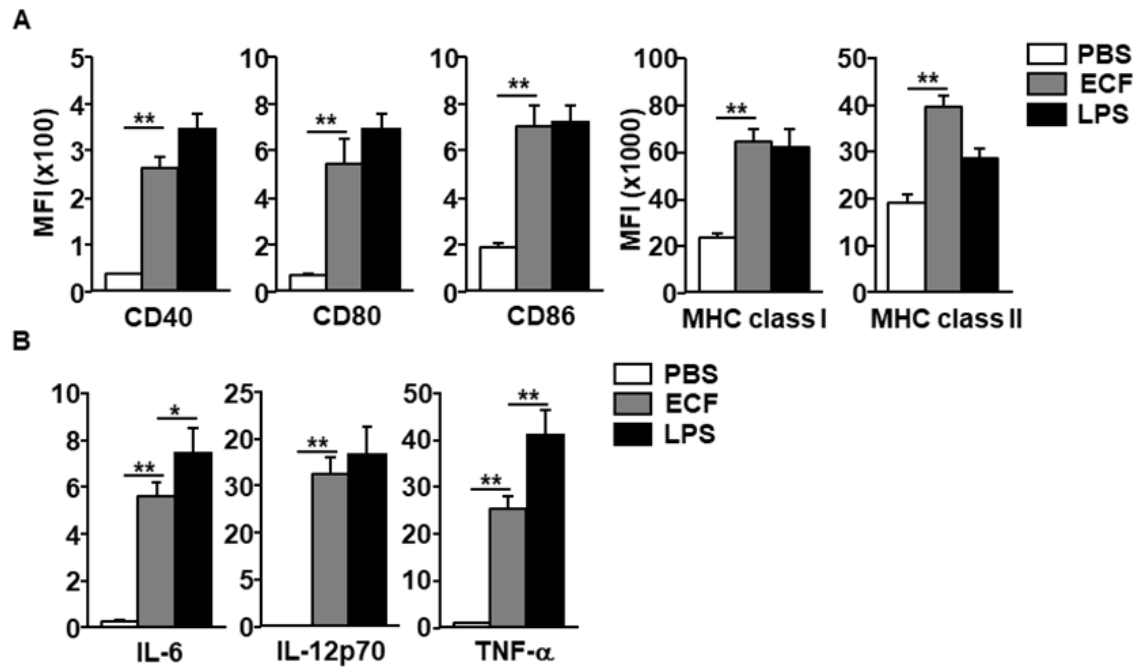 A
5 10 10 100 50
4 8 8 80 40
3 6 6 60 30
2 4 4 40 20
1 2 2 20 10
0 0 0 0 0
MFI (x100)
MFI (x1000)
** ** ** ** **
CD40 CD80 CD86 MHC class I MHC class II
PBS
ECF
LPS
B
10 25 50
8 20 40
6 30 30
4 20 20
2 5 10
0 0 0
** * ** ** **
IL-6 IL-12p70 TNF-α
PBS
ECF
LPS